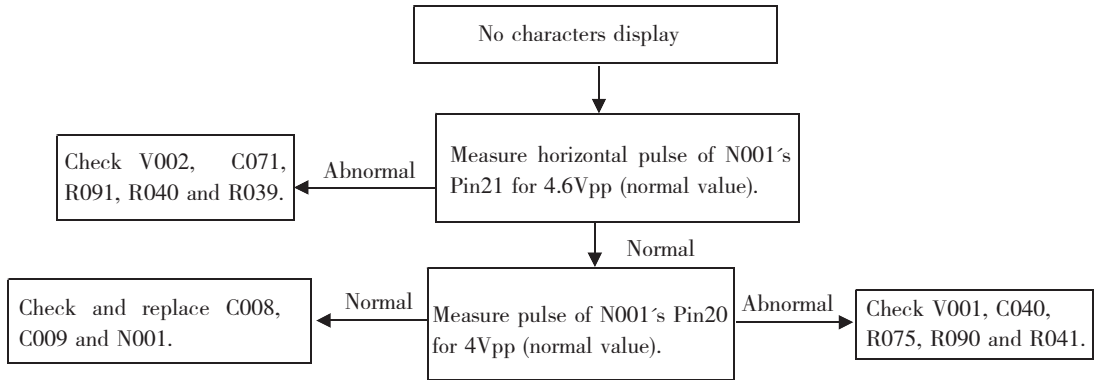 No characters display
Measure horizontal pulse of N001´s
Pin21 for 4.6Vpp (normal value).
Abnormal
Check V002, C071,
R091, R040 and R039.
Normal
Measure pulse of N001´s Pin20
for 4Vpp (normal value).
Normal
Check and replace C008,
C009 and N001.
Abnormal
Check V001, C040,
R075, R090 and R041.